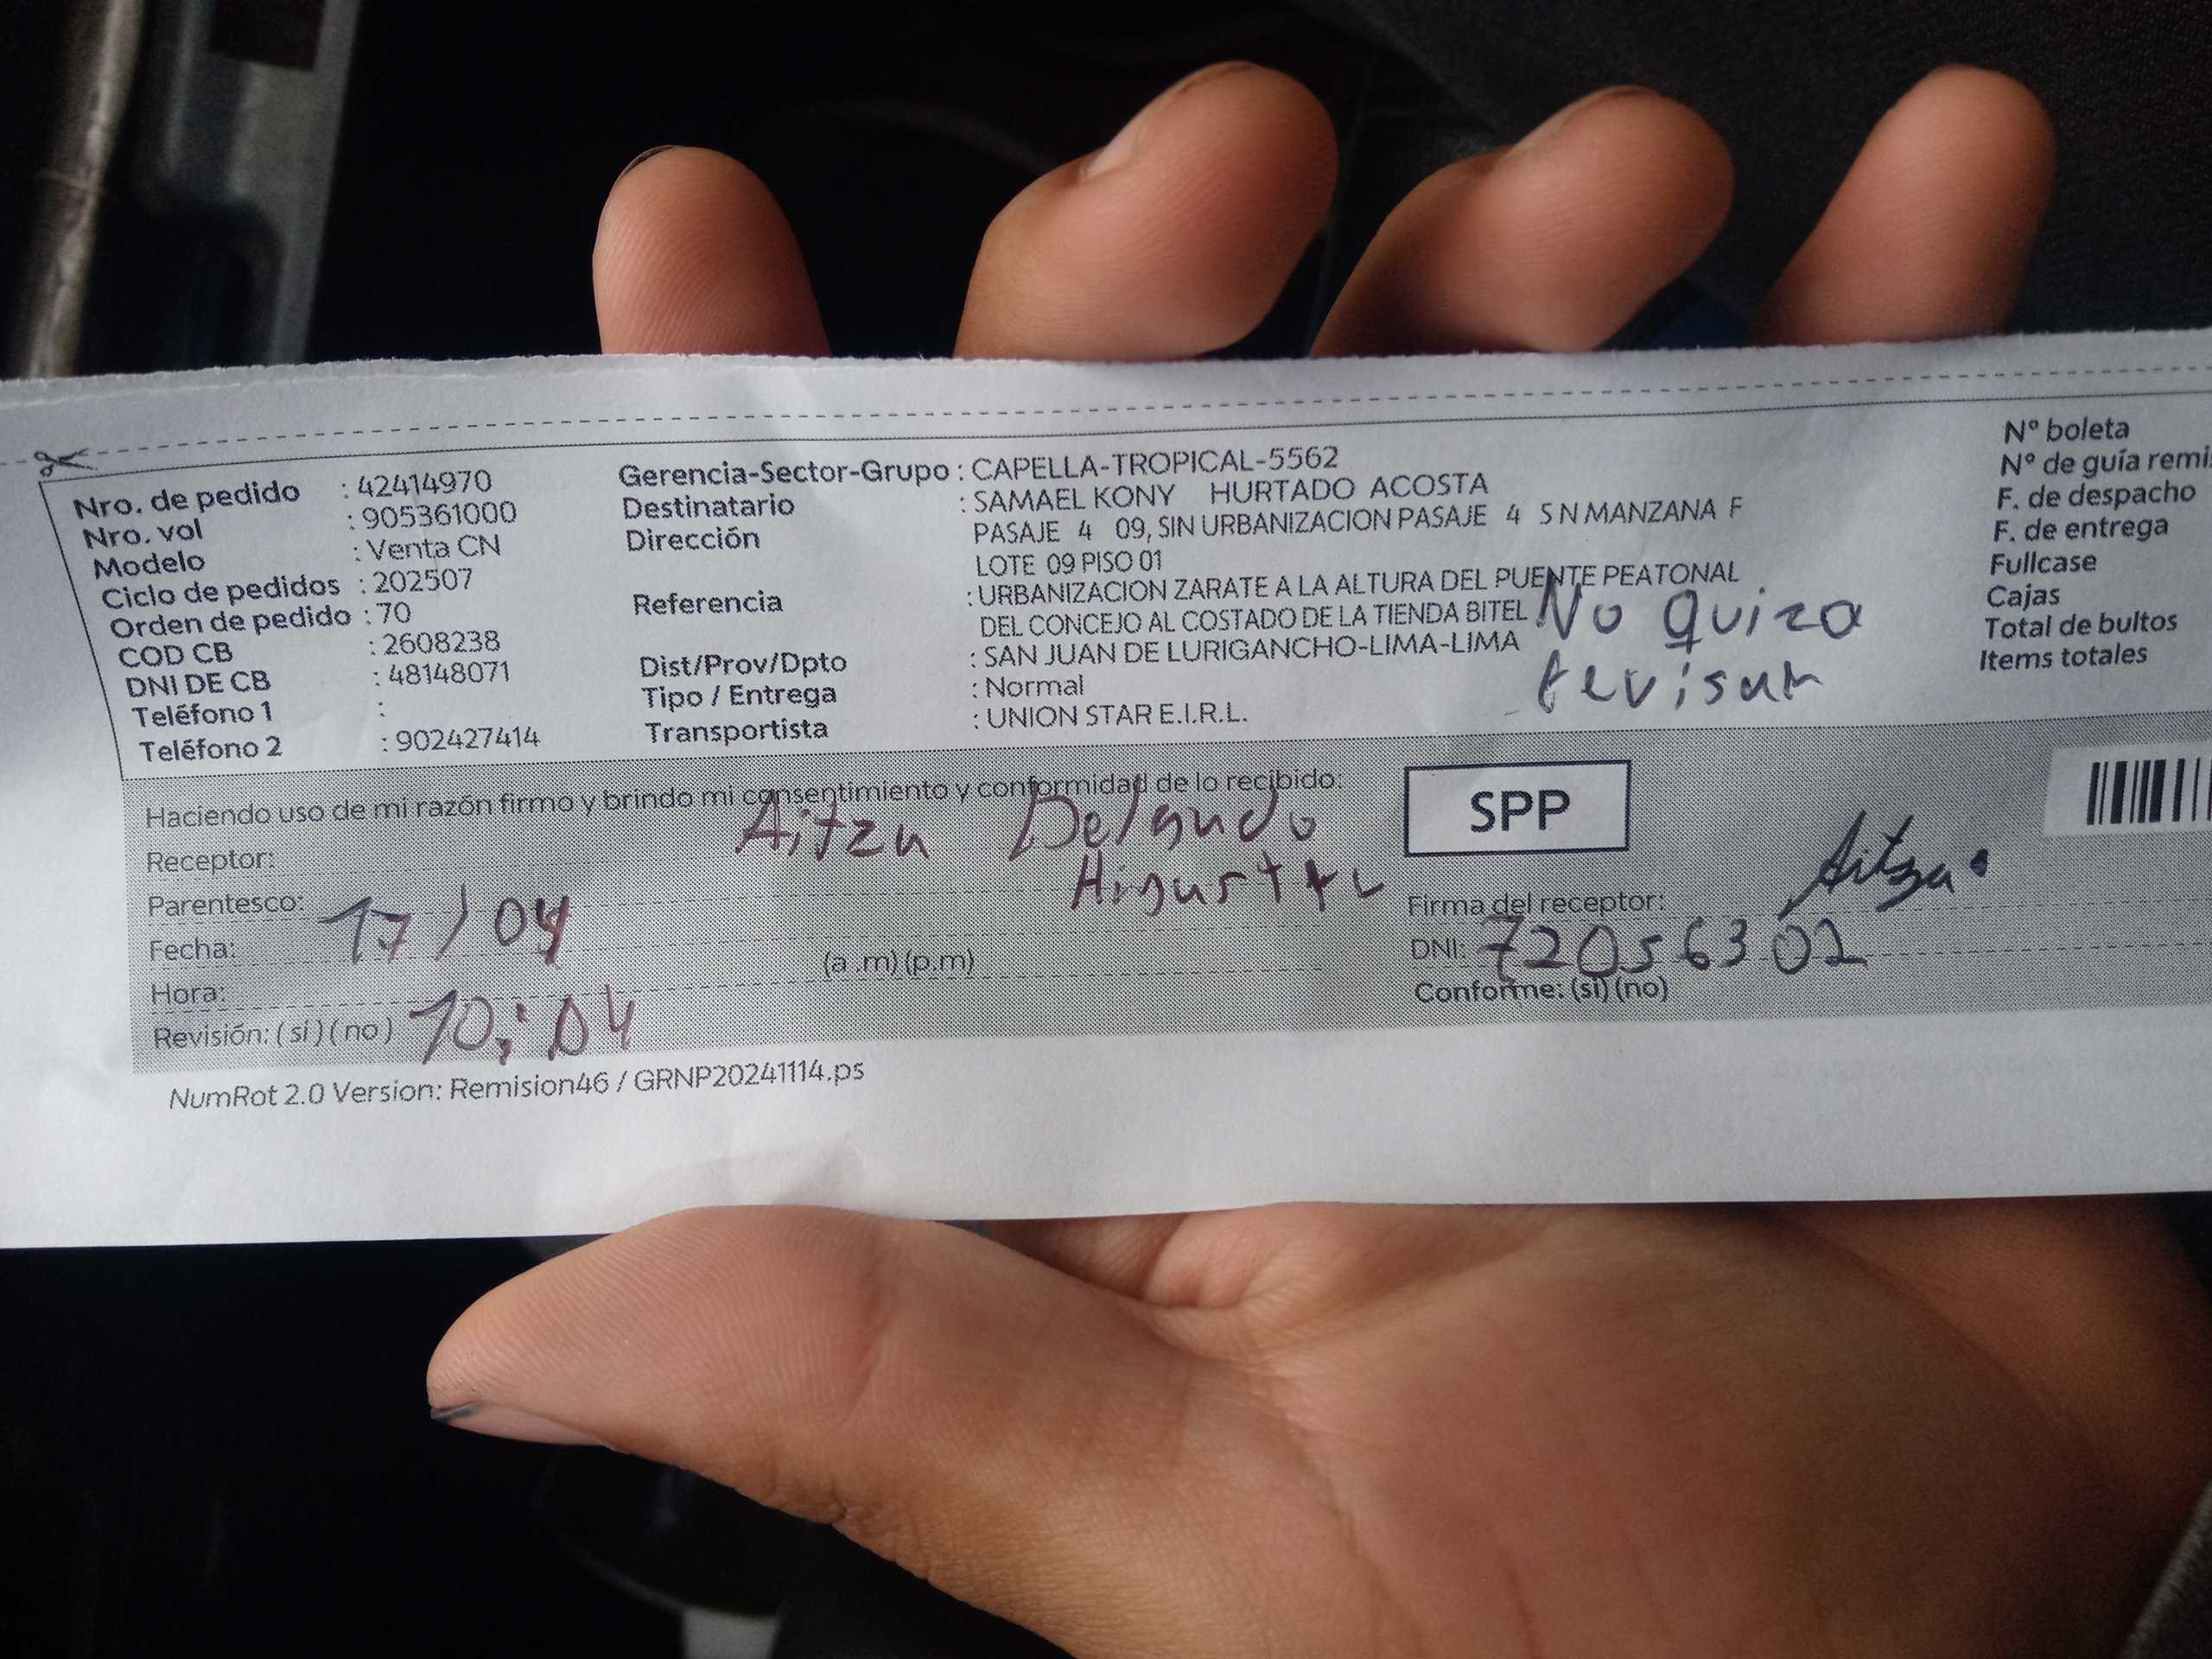 Nro. de pedido : 42414970
Nro. vol : 905361000
Modelo : Venta CN
Ciclo de pedidos : 202507
Orden de pedido : 70
COD CB : 2608238
DNI DE CB : 48148071
Teléfono 1 :
Teléfono 2 : 902427414
Gerencia-Sector-Grupo : CAPELLA-TROPICAL-5562
Destinatario : SAMAEL KONY HURTADO ACOSTA
Dirección PASAJE 4 09, SIN URBANIZACION PASAJE 4 S N MANZANA F
LOTE 09 PISO 01
Referencia : URBANIZACION ZARATE A LA ALTURA DEL PUENTE PEATONAL
DEL CONCEJO AL COSTADO DE LA TIENDA BITEL
Dist/Prov/Dpto : SAN JUAN DE LURIGANCHO-LIMA-LIMA
Tipo / Entrega : Normal
Transportista : UNION STAR E.I.R.L.
No quiza
revisar
Nº boleta
Nº de guía remi
F. de despacho
F. de entrega
Fullcase
Cajas
Total de bultos
Items totales
Haciendo uso de mi razón firmo y brindo mi consentimiento y conformidad de lo recibido:
Receptor: Aitza Delgado
Parentesco:
Fecha: 17/04
Hora: (a .m) (p.m)
Revisión: ( si ) ( no ) 10:04
SPP
Firma del receptor: Aitza
DNI: 72056302
Conforme: (si) (no)
NumRot 2.0 Version: Remision46 / GRNP20241114.ps